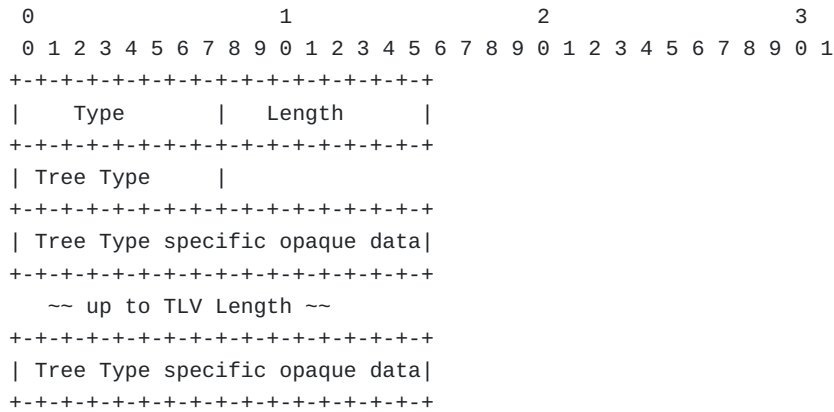 0                   1                   2                   3
 0 1 2 3 4 5 6 7 8 9 0 1 2 3 4 5 6 7 8 9 0 1 2 3 4 5 6 7 8 9 0 1
+-+-+-+-+-+-+-+-+-+-+-+-+-+-+-+-+
|    Type       |   Length      |
+-+-+-+-+-+-+-+-+-+-+-+-+-+-+-+-+
| Tree Type     |
+-+-+-+-+-+-+-+-+-+-+-+-+-+-+-+-+
| Tree Type specific opaque data|
+-+-+-+-+-+-+-+-+-+-+-+-+-+-+-+-+
   ~~ up to TLV Length ~~
+-+-+-+-+-+-+-+-+-+-+-+-+-+-+-+-+
| Tree Type specific opaque data|
+-+-+-+-+-+-+-+-+-+-+-+-+-+-+-+-+